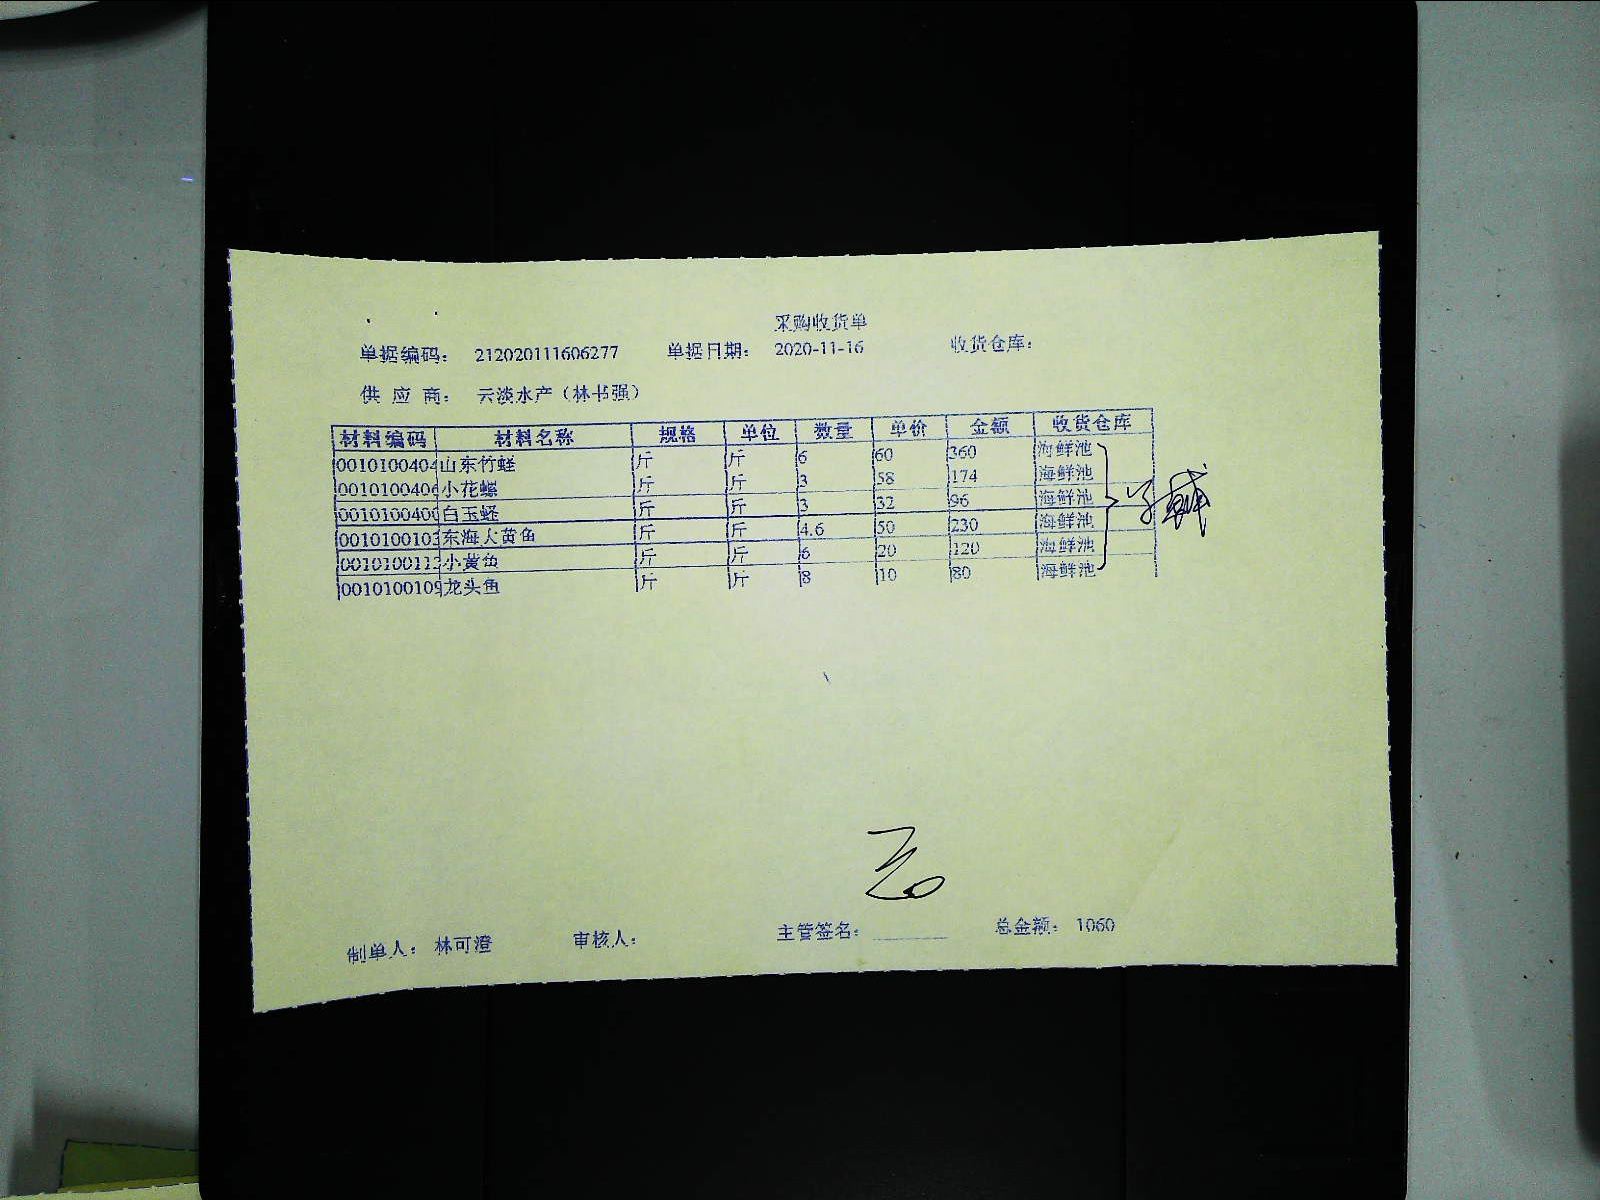 采购收货单
单据编码： 212020111606277 单据日期： 2020-11-16 收货仓库：
供 应 商： 云淡水产（林书强）
材料编码 材料名称 规格 单位 数量 单价 金额 收货仓库
001010040 山东竹蛏 斤 斤 6 60 360 海鲜池
001010040 小花螺 斤 斤 3 58 174 海鲜池
001010040 白玉蛏 斤 斤 3 32 96 海鲜池
001010010 东海大黄鱼 斤 斤 4.6 50 230 海鲜池
001010011 小黄鱼 斤 斤 6 20 120 海鲜池
001010010 龙头鱼 斤 斤 8 10 80 海鲜池
制单人： 林可澄 审核人： 主管签名： 总金额： 1060